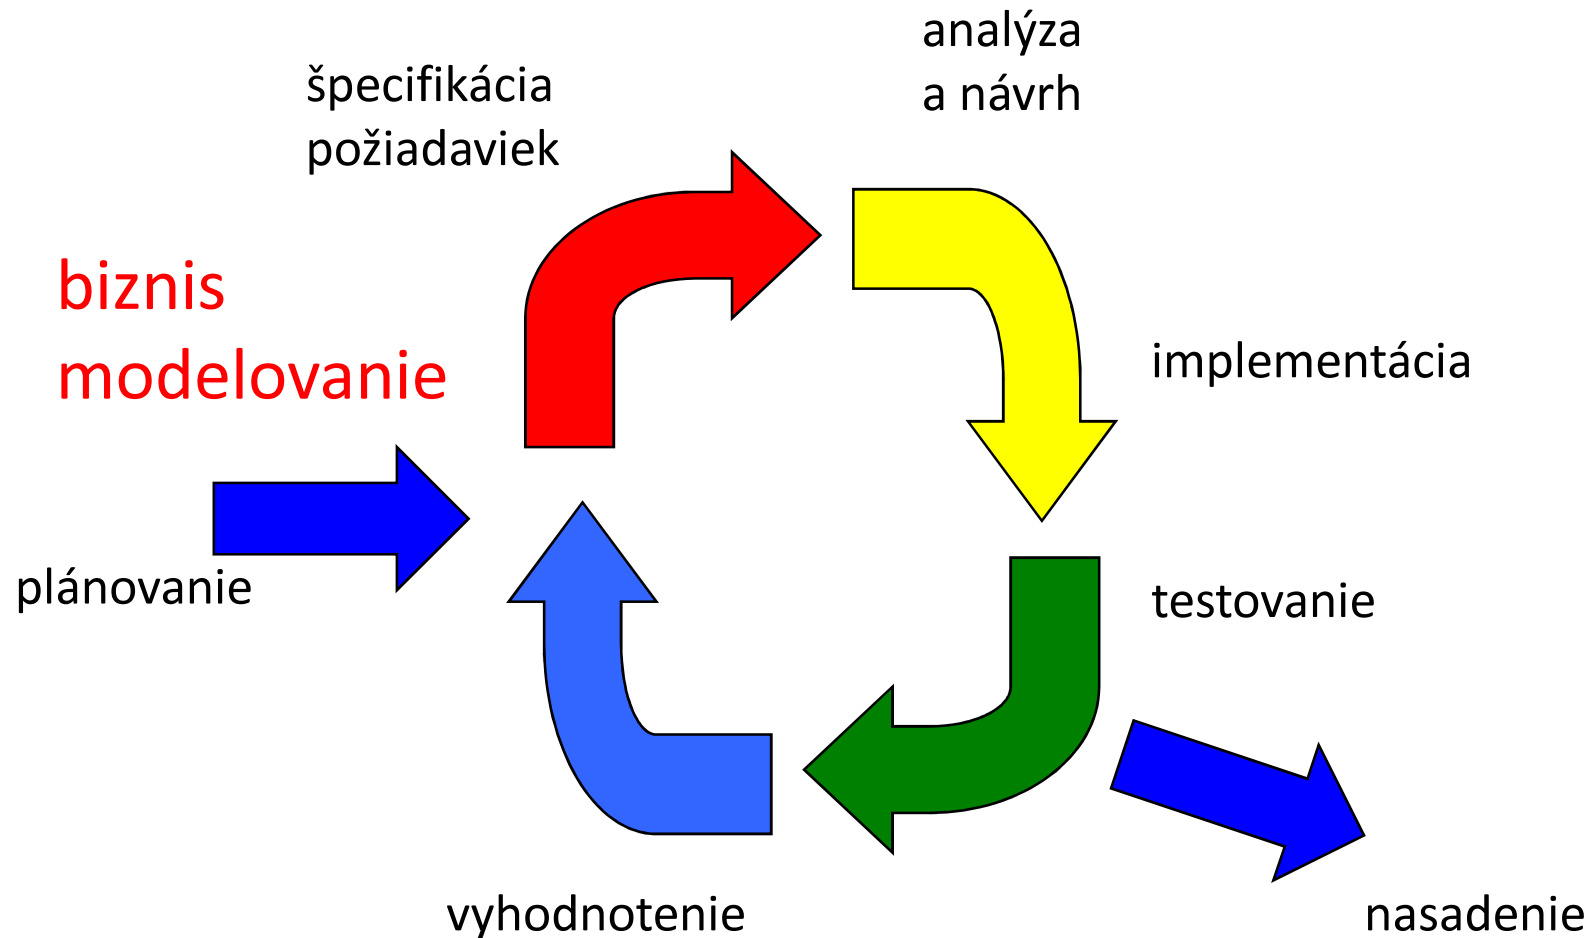 analýza
a návrh
špecifikácia
požiadaviek
biznis
modelovanie
implementácia
plánovanie
testovanie
vyhodnotenie
nasadenie